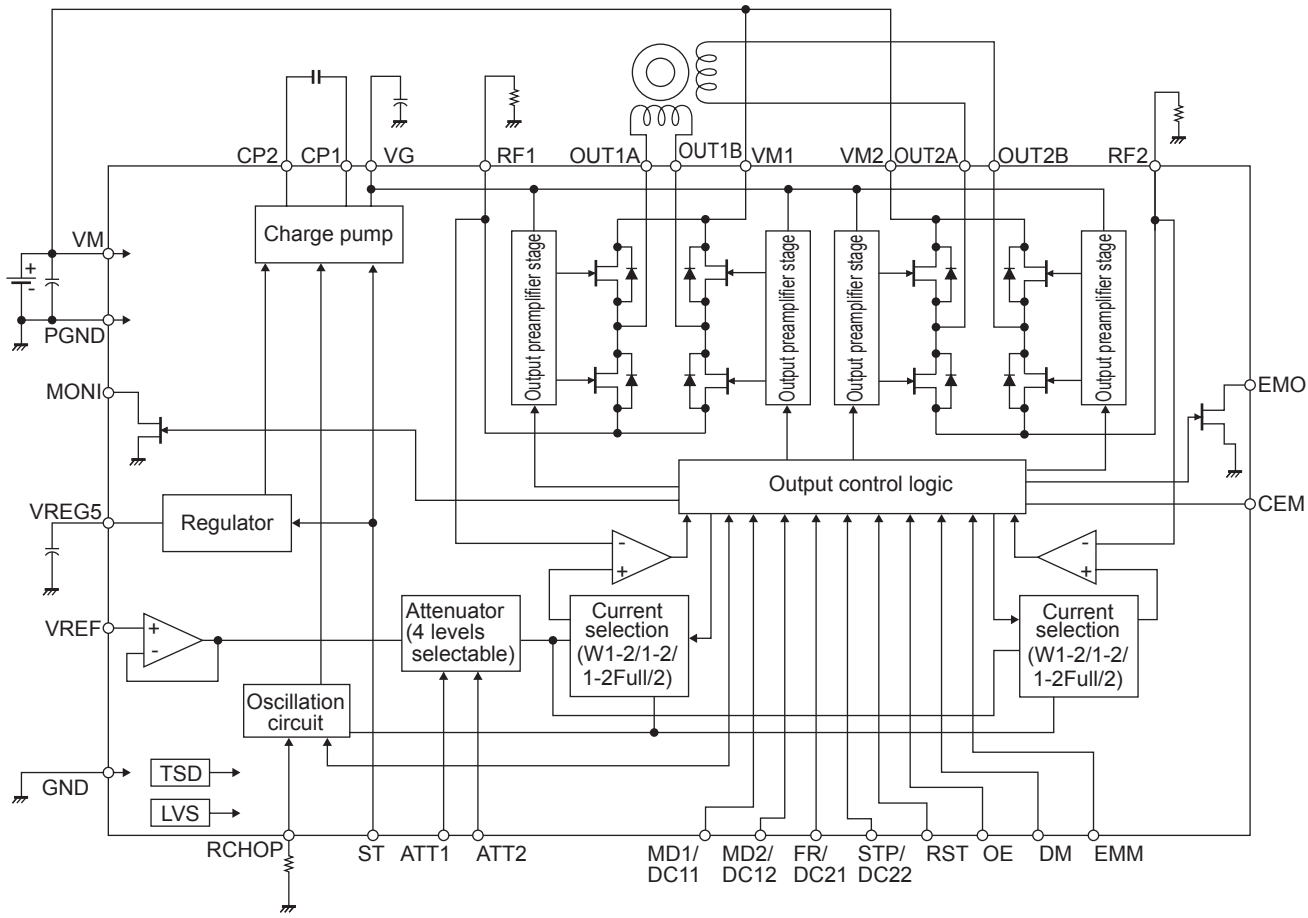 CP2
CP1
VG
RF1
OUT1A
OUT1B
VM1
VM2
OUT2A
OUT2B
RF2
VM
+
-
PGND
Charge pump
Output preamplifier stage
Output preamplifier stage
Output preamplifier stage
Output preamplifier stage
MONI
EMO
Output control logic
CEM
VREG5
Regulator
-
+
-
+
VREF
+
-
Attenuator
(4 levels
selectable)
Current
selection
(W1-2/1-2/
1-2Full/2)
Current
selection
(W1-2/1-2/
1-2Full/2)
Oscillation
circuit
GND
TSD
LVS
RCHOP
ST
ATT1
ATT2
MD1/
DC11
MD2/
DC12
FR/
DC21
STP/
DC22
RST
OE
DM
EMM